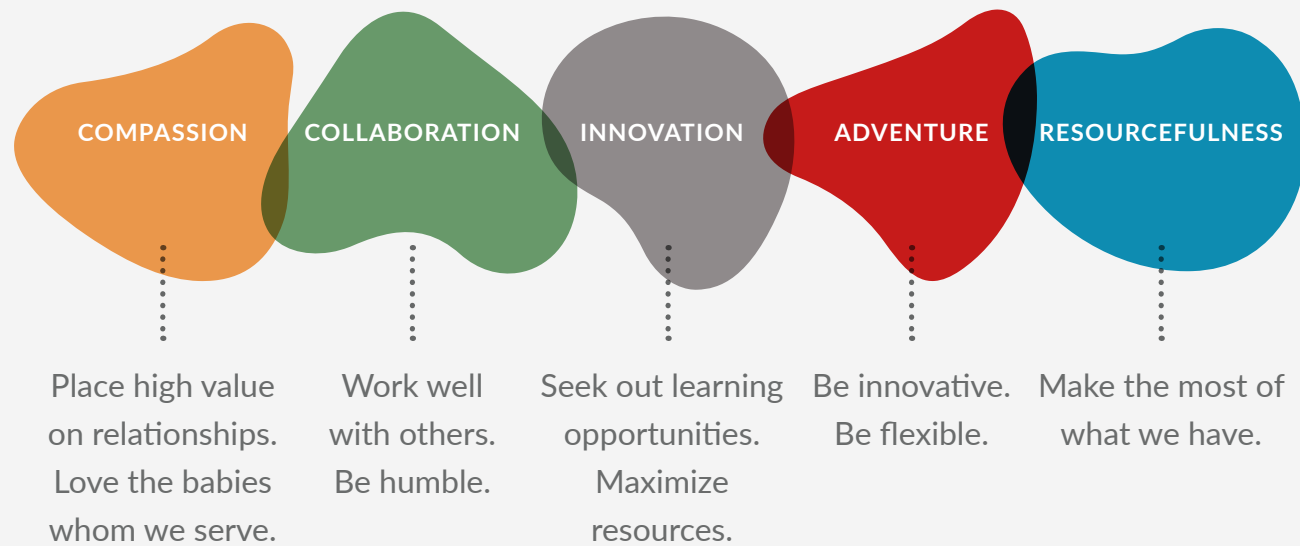 COMPASSION
COLLABORATION
INNOVATION
ADVENTURE
RESOURCEFULNESS
Place high value
on relationships.
Love the babies
whom we serve.
Work well
with others.
Be humble.
Seek out learning
opportunities.
Maximize
resources.
Be innovative.
Be flexible.
Make the most of
what we have.